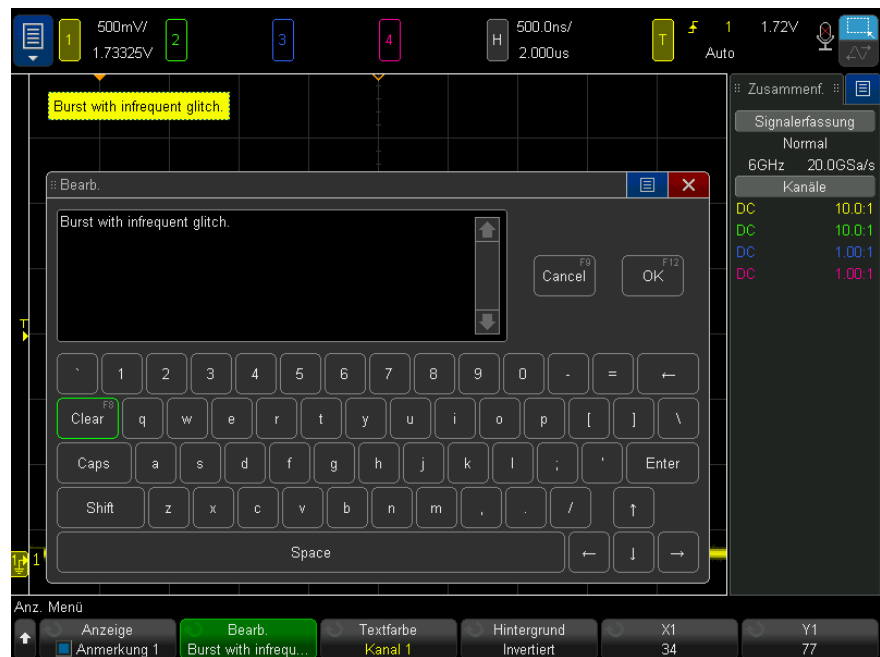 1 500mV/ 2 3 4 H 500.0ns/ T 1 1.72V
1.73325V 2.000us Auto
Burst with infrequent glitch.
Zusammenf.
Signalerfassung
Normal
6GHz 20.0GSa/s
Kanäle
DC 10.0:1
DC 10.0:1
DC 1.00:1
DC 1.00:1
Bearb.
Burst with infrequent glitch.
Cancel F9 OK F12
` 1 2 3 4 5 6 7 8 9 0 - = ←
Clear F8 q w e r t y u i o p [ ] \
Caps a s d f g h j k l ; ' Enter
Shift z x c v b n m , . / ↑
Space ← ↓ →
T
1 1
Anz. Menü
Anzeige Bearb. Textfarbe Hintergrund X1 Y1
Anmerkung 1 Burst with infrequ... Kanal 1 Invertiert 34 77